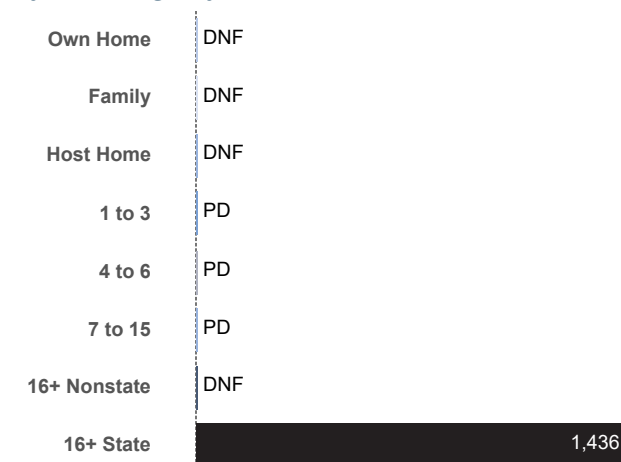 Own Home DNF
Family DNF
Host Home DNF
1 to 3 PD
4 to 6 PD
7 to 15 PD
16+ Nonstate DNF
16+ State 1,436